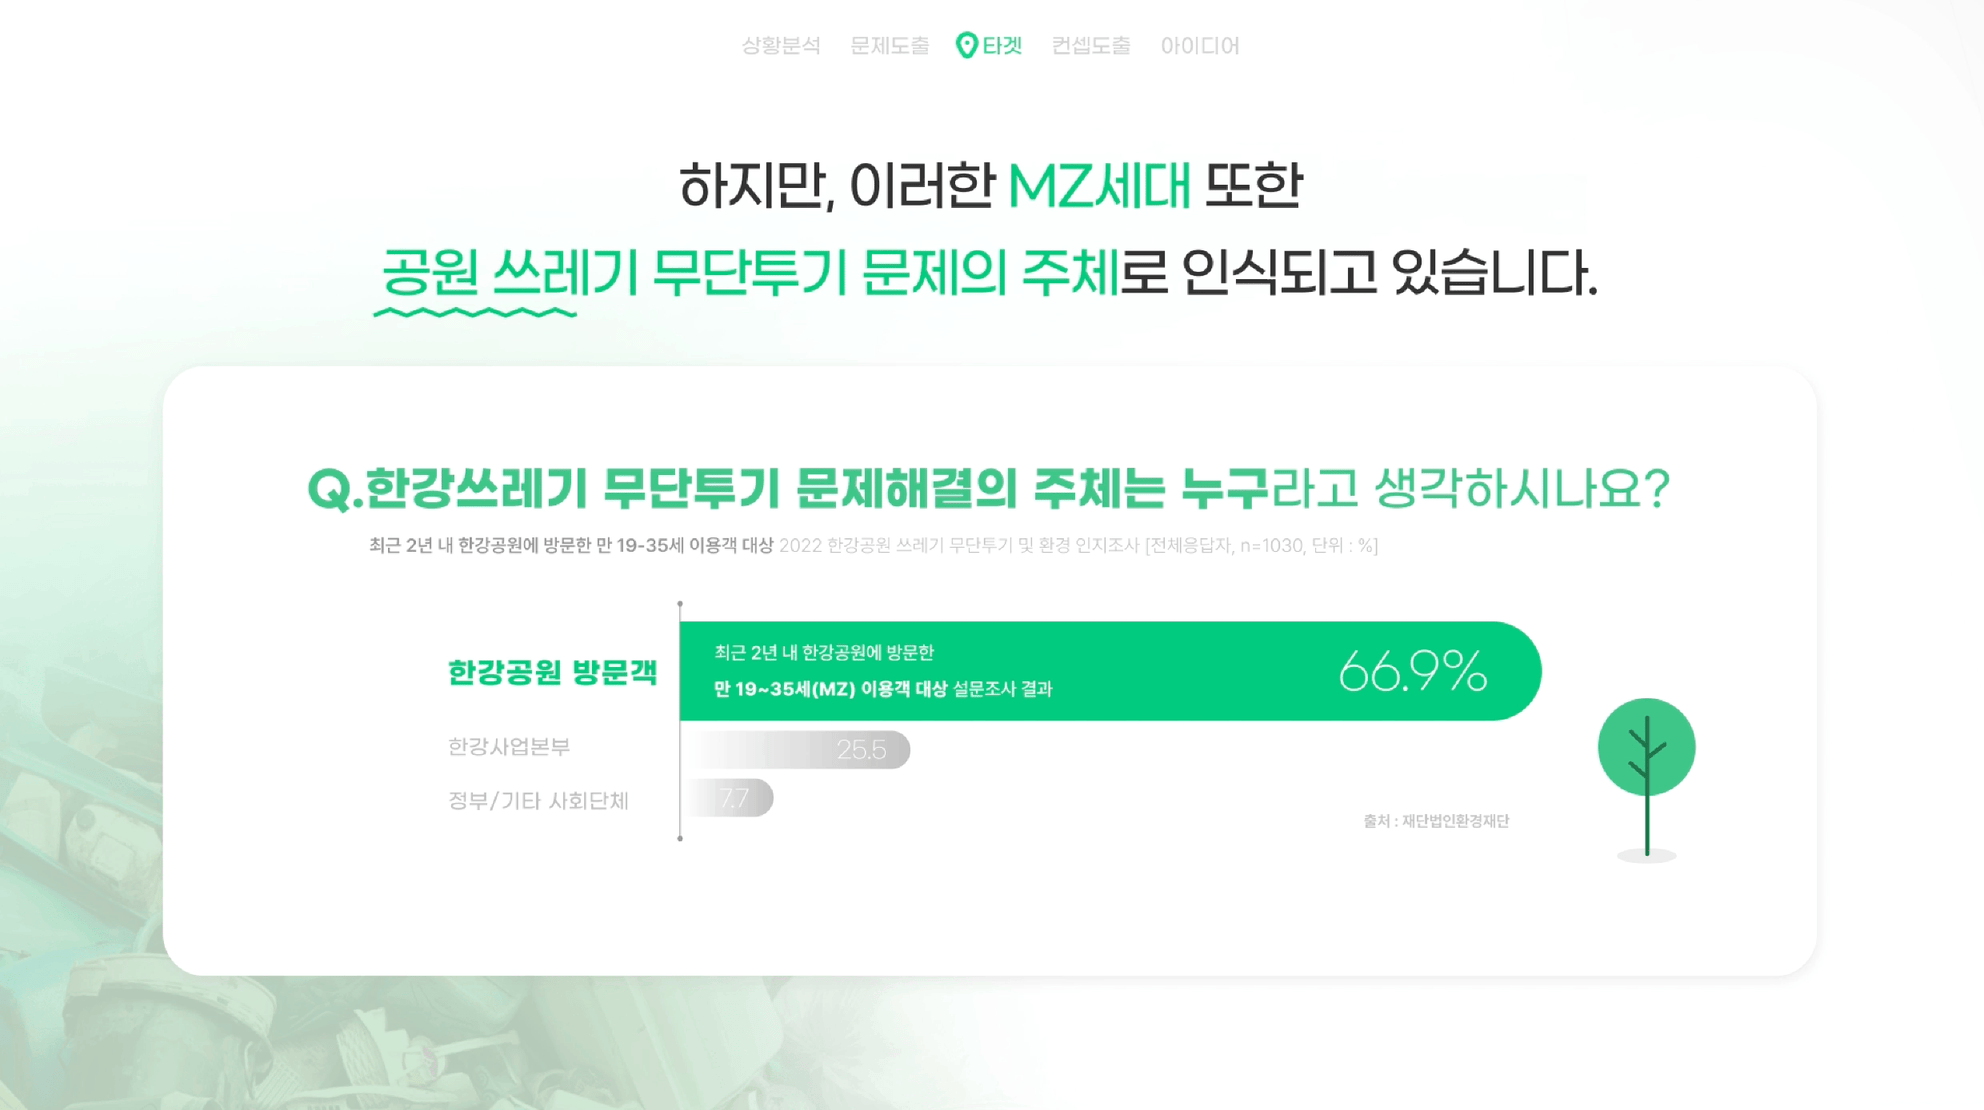 상황분석 문제도출 타겟 컨셉도출 아이디어
하지만, 이러한 MZ세대 또한
공원 쓰레기 무단투기 문제의 주체로 인식되고 있습니다.
Q.한강쓰레기 무단투기 문제해결의 주체는 누구라고 생각하시나요?
최근 2년 내 한강공원에 방문한 만 19-35세 이용객 대상 2022 한강공원 쓰레기 무단투기 및 환경 인지조사 [전체응답자, n=1030, 단위 : %]
한강공원 방문객
최근 2년 내 한강공원에 방문한
만 19~35세(MZ) 이용객 대상 설문조사 결과
66.9%
한강사업본부
25.5
정부/기타 사회단체
7.7
출처 : 재단법인환경재단